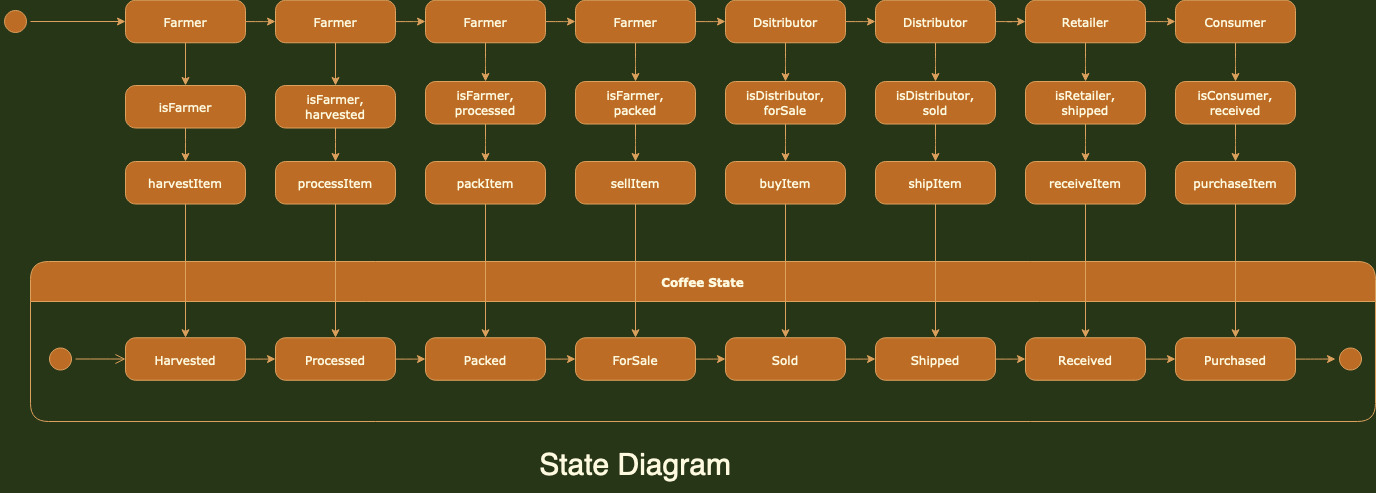 Farmer
Farmer
Farmer
Farmer
Dsitributor
Distributor
Retailer
Consumer
isFarmer
isFarmer,
harvested
isFarmer,
processed
isFarmer,
packed
isDistributor,
forSale
isDistributor,
sold
isRetailer,
shipped
isConsumer,
received
harvestItem
processItem
packItem
sellItem
buyItem
shipItem
receiveItem
purchaseItem
Coffee State
Harvested
Processed
Packed
ForSale
Sold
Shipped
Received
Purchased
State Diagram